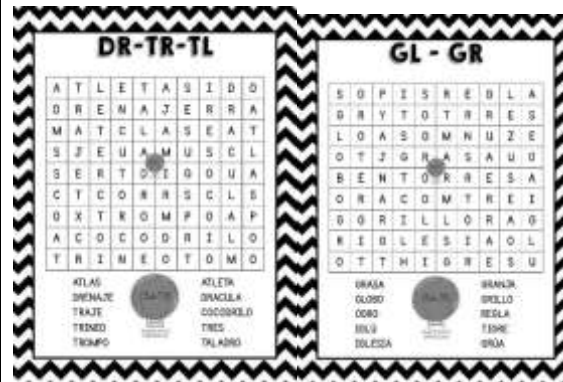 DR-TR-TL
A T L E T A S I D O
D R E N A J E R R A
M A T C L A S E A T
S J E U A M U S C L
S E R T D I G O U A
C T C O R R S C L S
O X T R O M P O A P
A C O C O D R I L O
T R I N E O T O M O
ATLAS ATLETA
DRENAJE DRACULA
TRAJE COCODRILO
TRINEO TRES
TROMPO TALADRO
GL - GR
S O P I S R E G L A
G R Y T O T R R E S
L O A S O M N U Z E
O T J G R A S A U O
B E N T O R R E S A
O R A C O M T R E I
G G R I L L O R A G
R I G L E S I A O L
O T T H I G R E S U
GRASA GRANJA
GLOBO GRILLO
OGRO REGLA
IGLÚ TIGRE
IGLESIA GRÚA